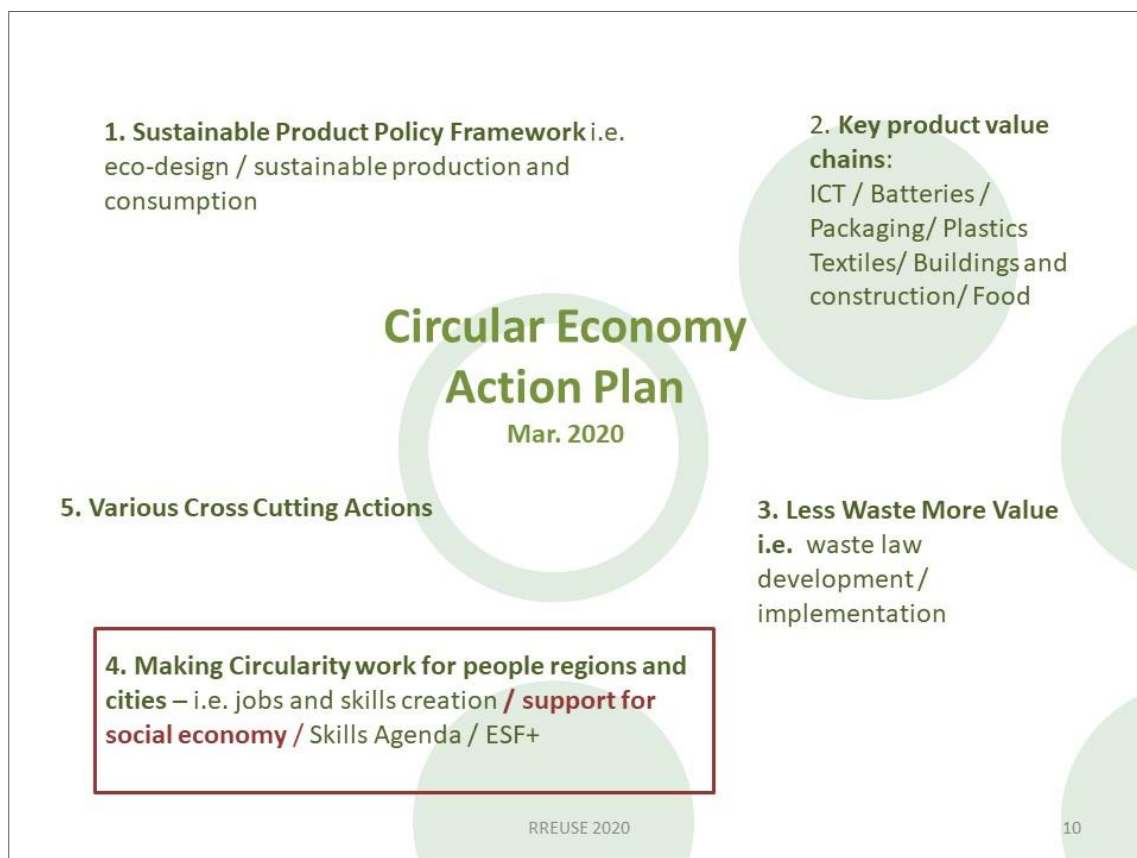 1. Sustainable Product Policy Framework i.e.
eco-design / sustainable production and
consumption
2. Key product value
chains:
ICT / Batteries /
Packaging/ Plastics
Textiles/ Buildings and
construction/ Food
Circular Economy
Action Plan
Mar. 2020
5. Various Cross Cutting Actions
3. Less Waste More Value
i.e. waste law
development /
implementation
4. Making Circularity work for people regions and
cities – i.e. jobs and skills creation / support for
social economy / Skills Agenda / ESF+
RREUSE 2020
10